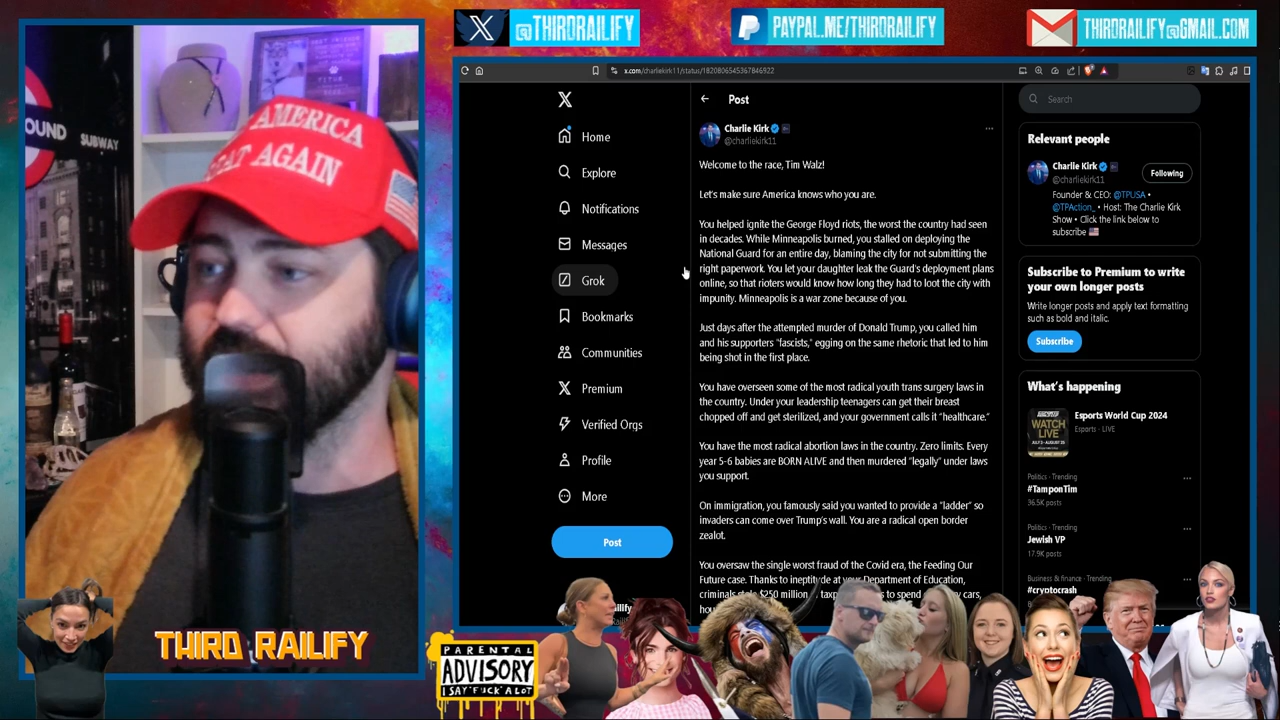 @THIRDRAILIFY
PAYPAL.ME/THIRDRAILIFY
THIRDRAILIFY@GMAIL.COM
x.com/charliekirk11/status/1820806545367846922
OUND
SUBWAY
AMERICA
AT AGAIN
Home
Explore
Notifications
Messages
Grok
Bookmarks
Communities
Premium
Verified Orgs
Profile
More
Post
Post
Charlie Kirk
@charliekirk11
Welcome to the race, Tim Walz!
Let's make sure America knows who you are.
You helped ignite the George Floyd riots, the worst the country had seen
in decades. While Minneapolis burned, you stalled on deploying the
National Guard for an entire day, blaming the city for not submitting the
right paperwork. You let your daughter leak the Guard's deployment plans
online, so that rioters would know how long they had to loot the city with
impunity. Minneapolis is a war zone because of you.
Just days after the attempted murder of Donald Trump, you called him
and his supporters "fascists," egging on the same rhetoric that led to him
being shot in the first place.
You have overseen some of the most radical youth trans surgery laws in
the country. Under your leadership teenagers can get their breast
chopped off and get sterilized, and your government calls it "healthcare."
You have the most radical abortion laws in the country. Zero limits. Every
year 5-6 babies are BORN ALIVE and then murdered "legally" under laws
you support.
On immigration, you famously said you wanted to provide a "ladder" so
invaders can come over Trump's wall. You are a radical open border
zealot.
You oversaw the single worst fraud of the Covid era, the Feeding Our
Future case. Thanks to ineptitude at your Department of Education,
criminals $250 million to spend cars,
Search
Relevant people
Charlie Kirk
@charliekirk11
Following
Founder & CEO: @TPUSA •
@TPAction_ • Host: The Charlie Kirk
Show • Click the link below to
subscribe
Subscribe to Premium to write
your own longer posts
Write longer posts and apply text formatting
such as bold and italic.
Subscribe
What's happening
WATCH
LIVE
Esports World Cup 2024
Esports · LIVE
Politics · Trending
#TamponTim
36.5K posts
Politics · Trending
Jewish VP
17.9K posts
Business & finance · Trending
#cryptocrash
THIRD RAILIFY
PARENTAL
ADVISORY
I SAY "FUCK" ALOT